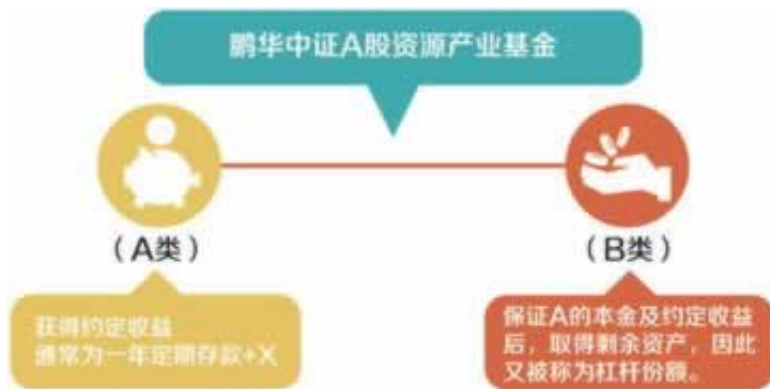 鹏华中证A股资源产业基金
（A类）
（B类）
获得约定收益
通常为一年定期存款+X
保证A的本金及约定收益
后，取得剩余资产，因此
又被称为杠杆份额。